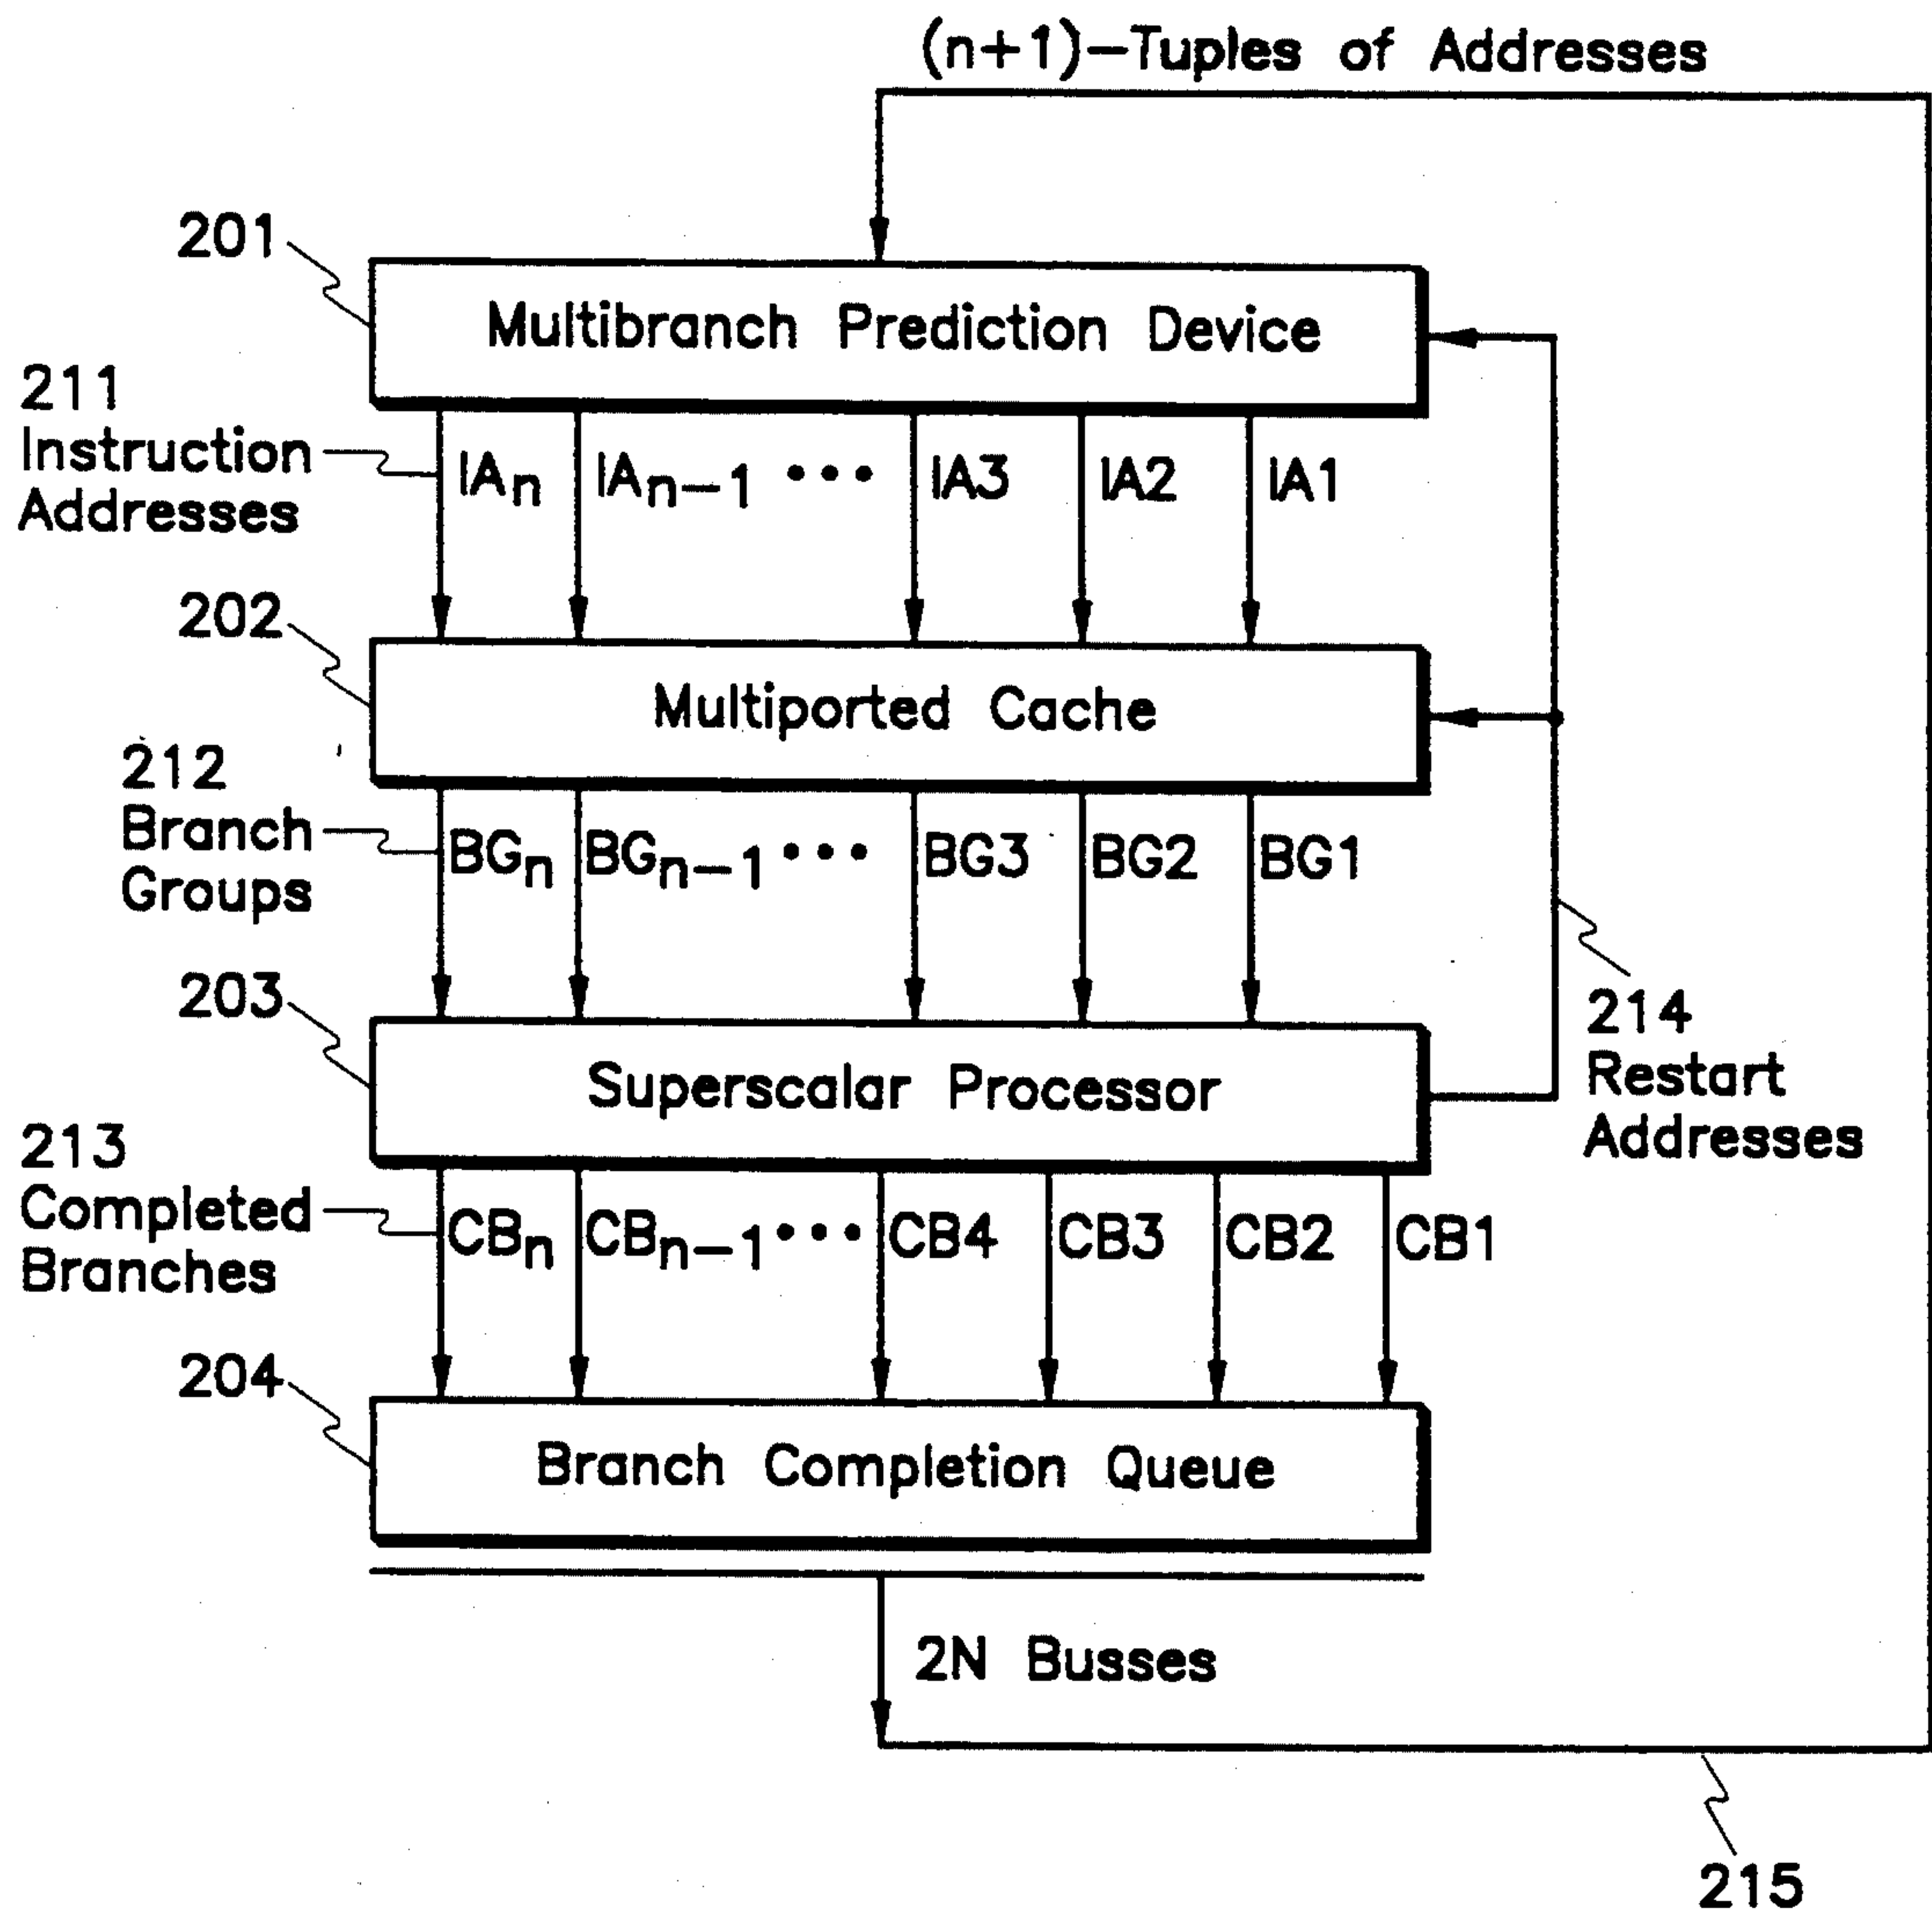 (n+1)–Tuples of Addresses
201
Multibranch Prediction Device
211
Instruction
Addresses
IAn IAn–1 ••• IA3 IA2 IA1
202
Multiported Cache
212
Branch
Groups
BGn BGn–1 ••• BG3 BG2 BG1
203
Superscalar Processor
214
Restart
Addresses
213
Completed
Branches
CBn CBn–1 ••• CB4 CB3 CB2 CB1
204
Branch Completion Queue
2N Busses
215